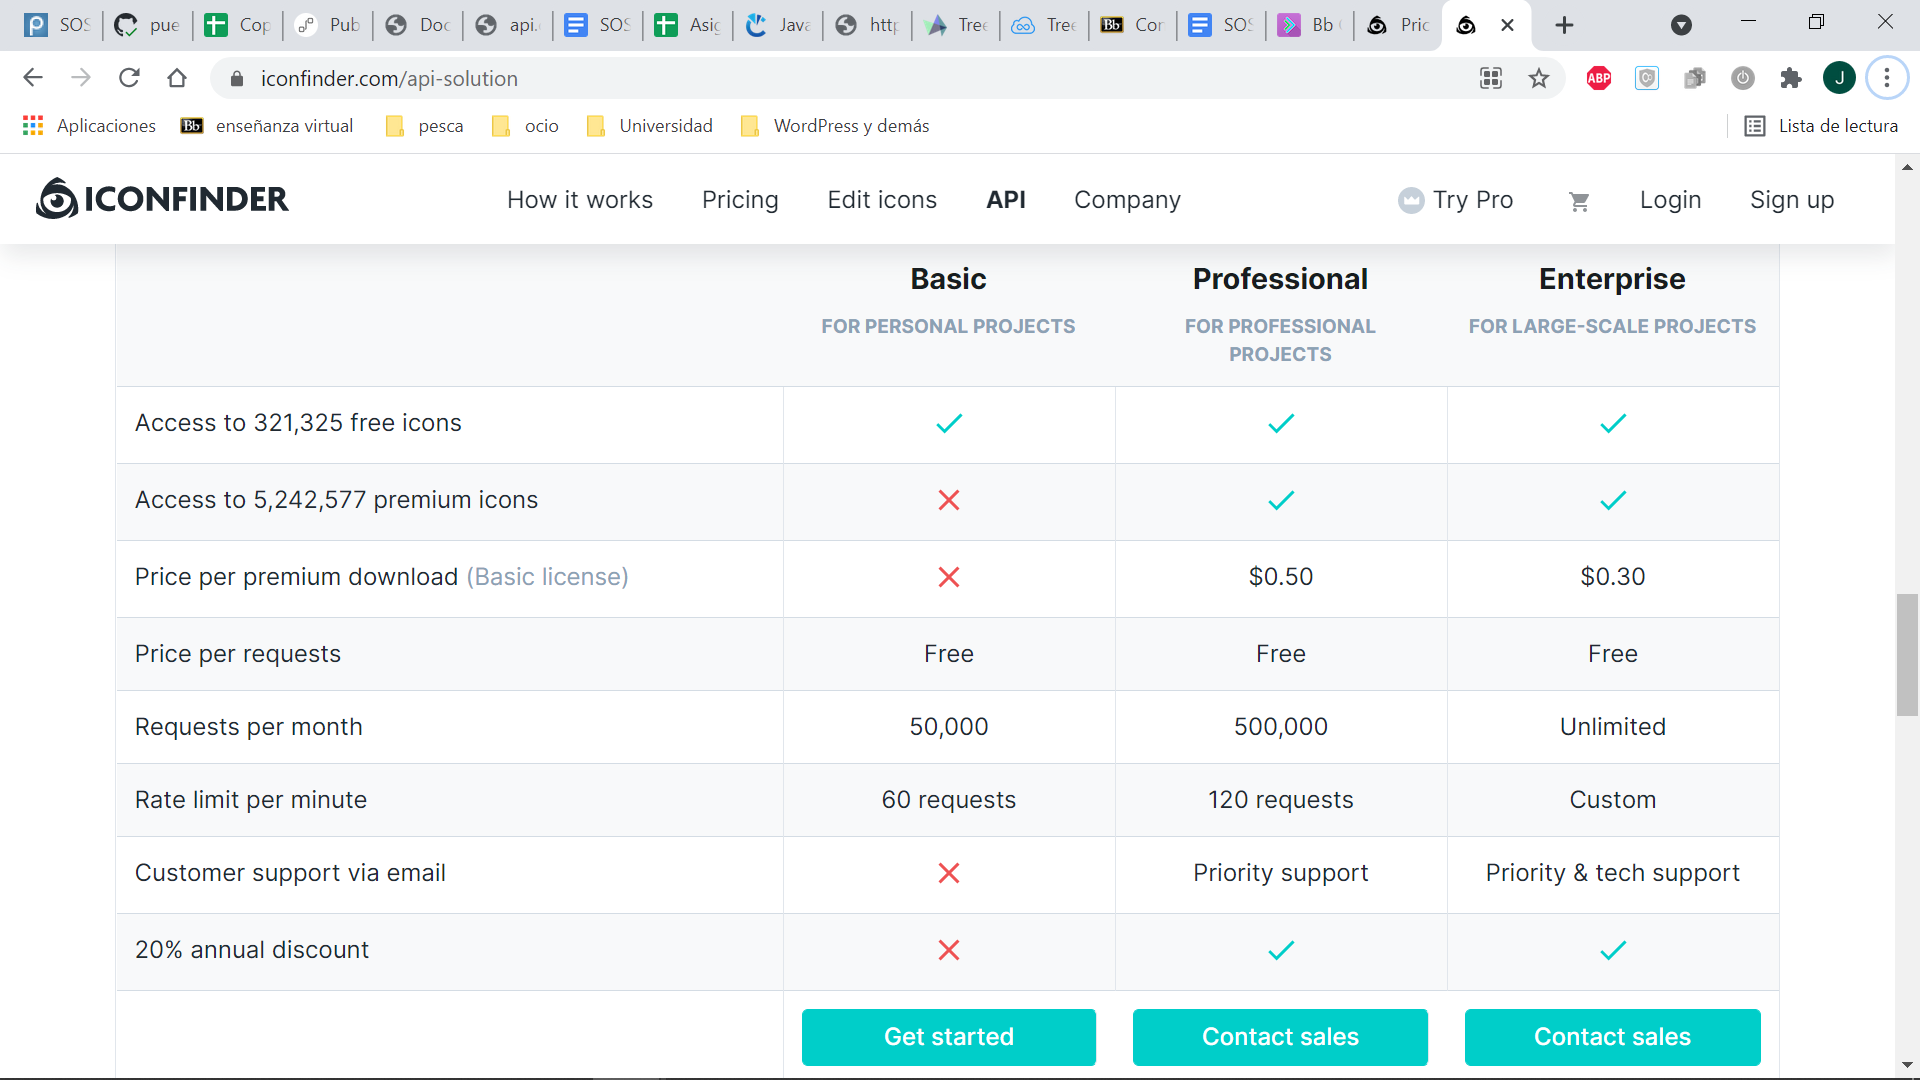 SOS
pue
Cop
Pub
Doc
api.
SOS
Asig
Java
http
Tree
Tree
Bb
Cor
SOS
Bb
Pric
iconfinder.com/api-solution
ABP
J
Aplicaciones
Bb
enseñanza virtual
pesca
ocio
Universidad
WordPress y demás
Lista de lectura
ICONFINDER
How it works
Pricing
Edit icons
API
Company
Try Pro
Login
Sign up
Basic Professional Enterprise
FOR PERSONAL PROJECTS FOR PROFESSIONAL FOR LARGE-SCALE PROJECTS
PROJECTS
Access to 321,325 free icons
Access to 5,242,577 premium icons
Price per premium download (Basic license) $0.50 $0.30
Price per requests Free Free Free
Requests per month 50,000 500,000 Unlimited
Rate limit per minute 60 requests 120 requests Custom
Customer support via email Priority support Priority & tech support
20% annual discount
Get started Contact sales Contact sales